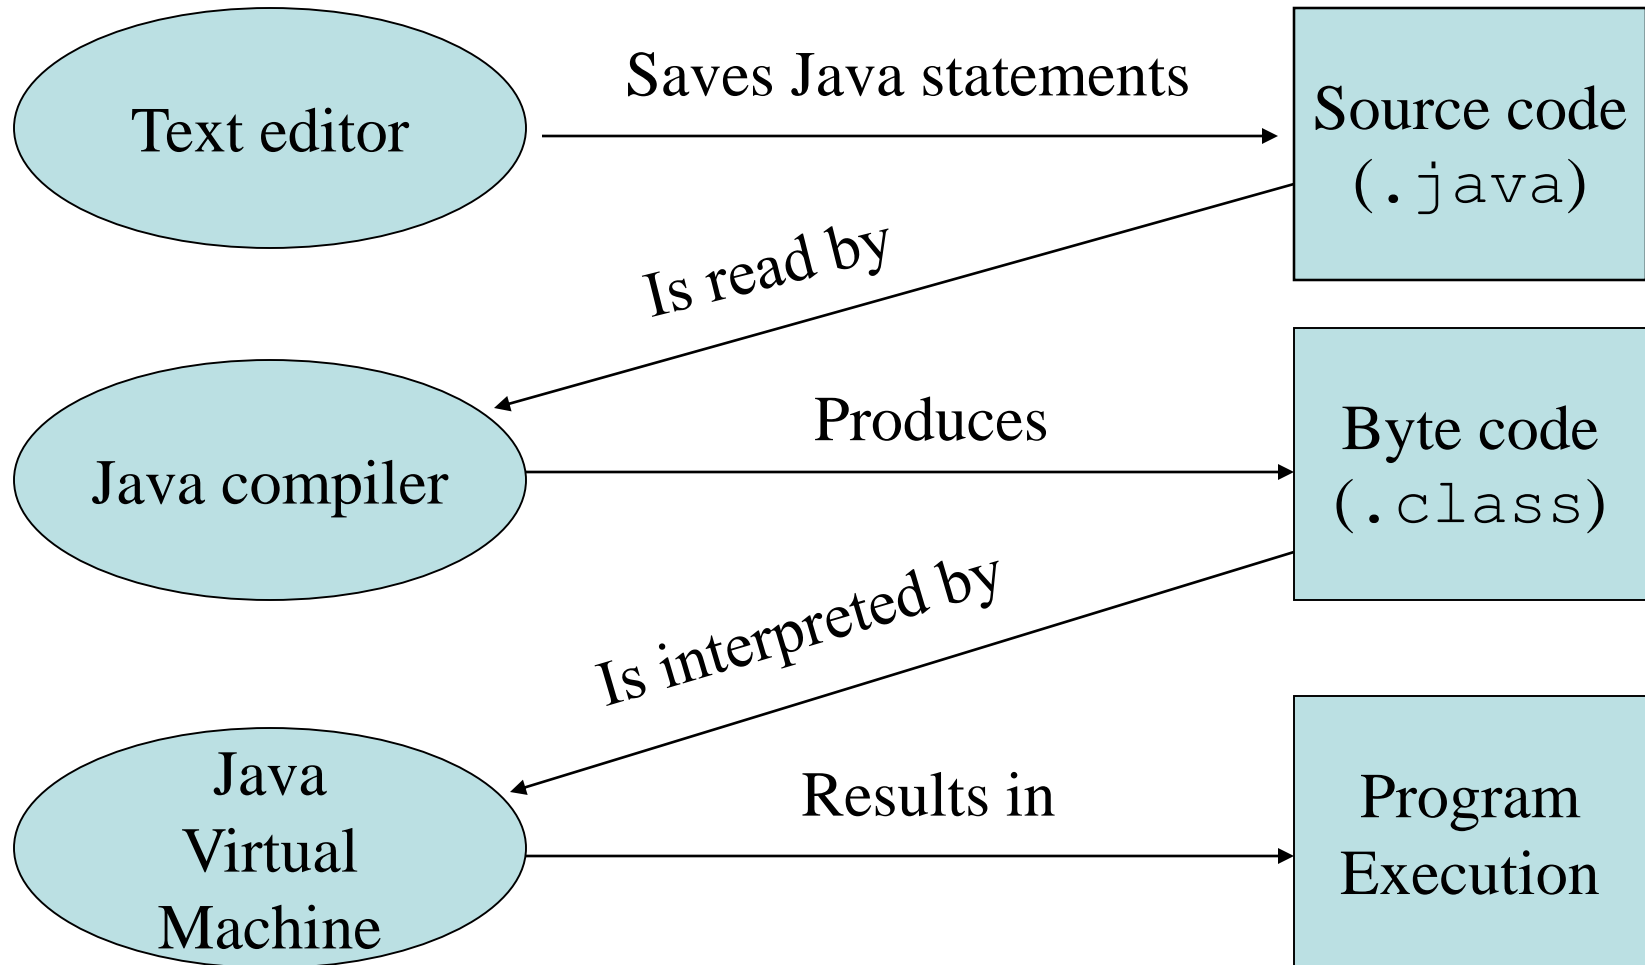 Text editor
Saves Java statements
Source code
(.java)
Is read by
Java compiler
Produces
Byte code
(.class)
Is interpreted by
Java
Virtual
Machine
Results in
Program
Execution